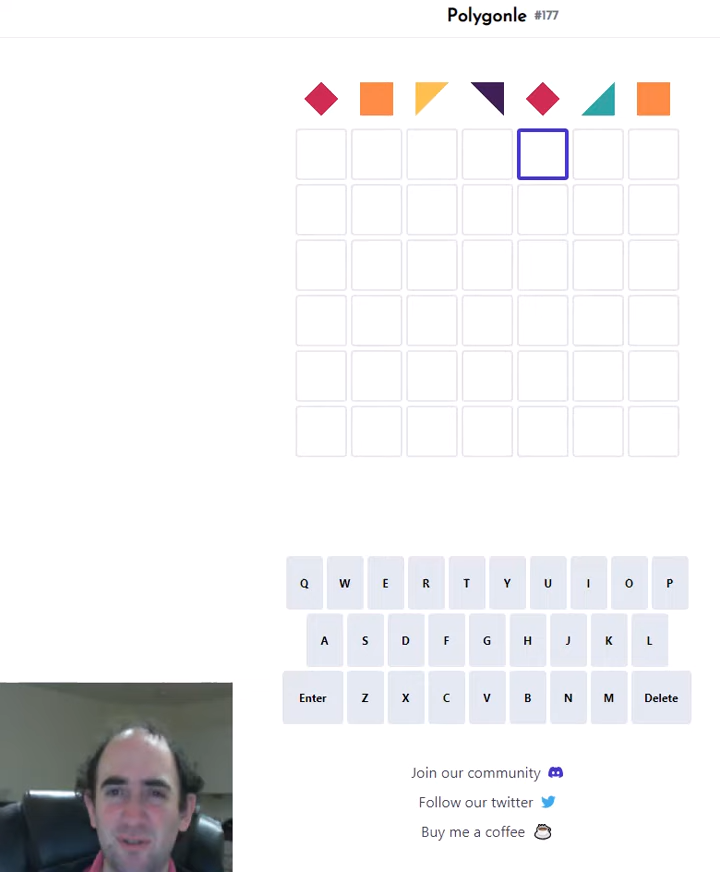 Polygonle #177
Q W E R T Y U I O P
A S D F G H J K L
Enter Z X C V B N M Delete
Join our community
Follow our twitter
Buy me a coffee